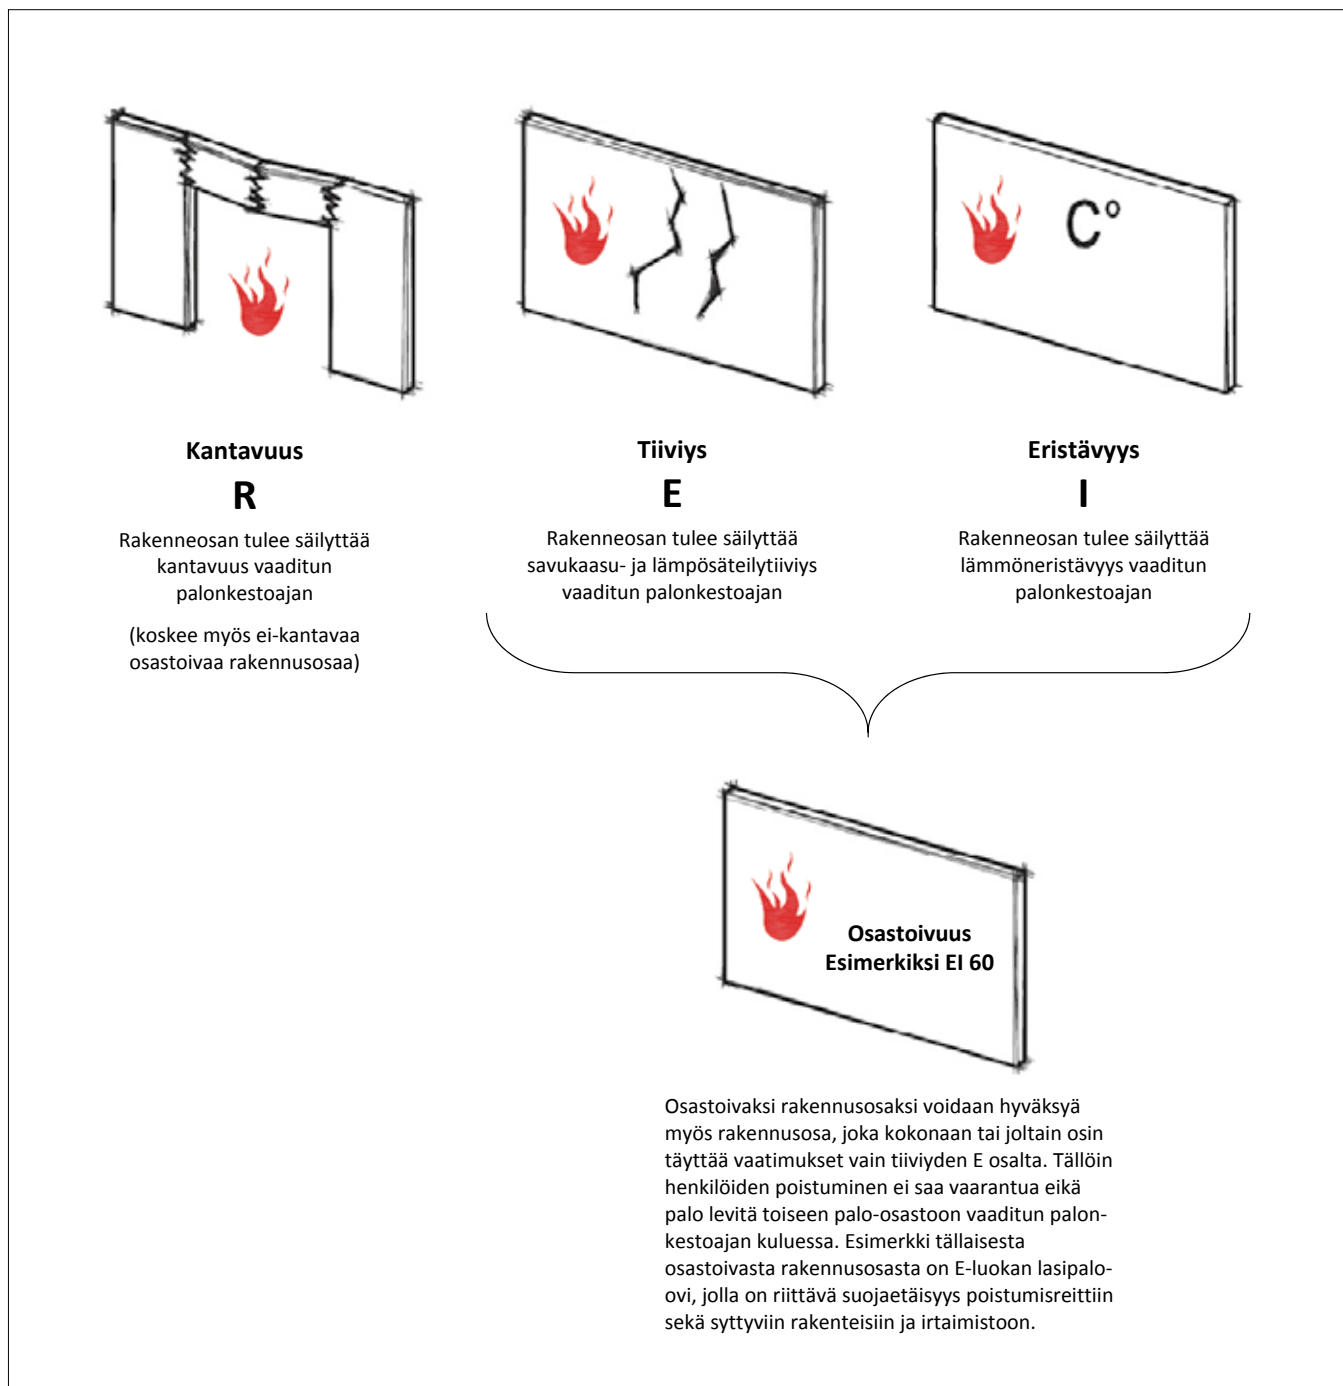 C°
Kantavuus
R
Rakenneosan tulee säilyttää
kantavuus vaaditun
palonkestoajan
(koskee myös ei-kantavaa
osastoivaa rakennusosaa)
Tiiviys
E
Rakenneosan tulee säilyttää
savukaasu- ja lämpösäteilytiiviys
vaaditun palonkestoajan
Eristävyys
I
Rakenneosan tulee säilyttää
lämmöneristävyys vaaditun
palonkestoajan
Osastoivuus
Esimerkiksi EI 60
Osastoivaksi rakennusosaksi voidaan hyväksyä
myös rakennusosa, joka kokonaan tai joltain osin
täyttää vaatimukset vain tiiviyden E osalta. Tällöin
henkilöiden poistuminen ei saa vaarantua eikä
palo levitä toiseen palo-osastoon vaaditun palon-
kestoajan kuluessa. Esimerkki tällaisesta
osastoivasta rakennusosasta on E-luokan lasipalo-
ovi, jolla on riittävä suojaetäisyys poistumisreittiin
sekä syttyviin rakenteisiin ja irtaimistoon.